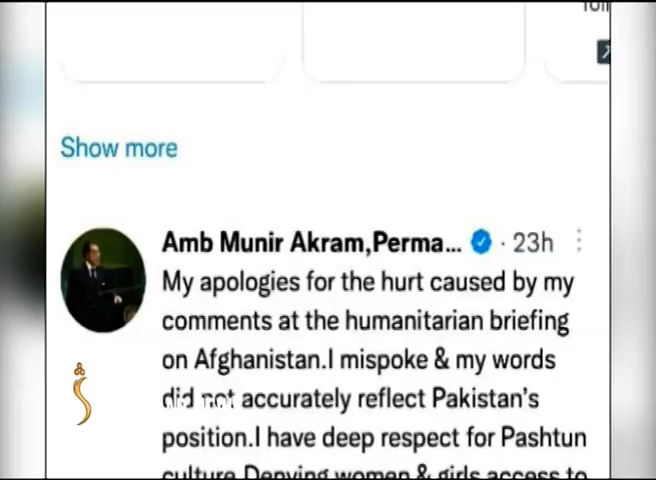 Show more
Amb Munir Akram,Perma... · 23h
My apologies for the hurt caused by my
comments at the humanitarian briefing
on Afghanistan.I mispoke & my words
did not accurately reflect Pakistan's
position.I have deep respect for Pashtun
culture.Denying women & girls access to